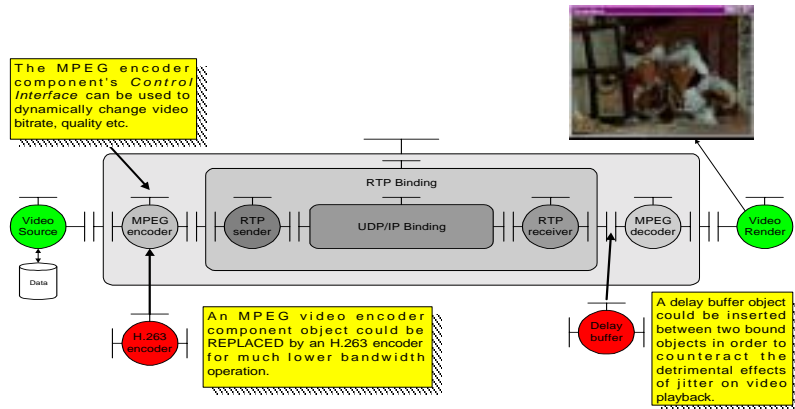 The MPEG encoder
component's Control
Interface can be used to
dynamically change video
bitrate, quality etc.
RTP Binding
Video
Source
MPEG
encoder
RTP
sender
UDP/IP Binding
RTP
receiver
MPEG
decoder
Video
Render
Data
H.263
encoder
An MPEG video encoder
component object could be
REPLACED by an H.263 encoder
for much lower bandwidth
operation.
Delay
buffer
A delay buffer object
could be inserted
between two bound
objects in order to
counteract the
detrimental effects
of jitter on video
playback.